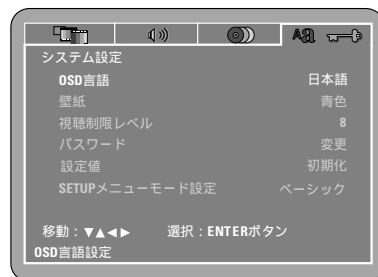 Aa
システム設定
OSD言語 日本語
壁紙 青色
視聴制限レベル 8
パスワード 変更
設定値 初期化
SETUPメニューモード設定 ベーシック
移動：▼▲◀▶ 選択：ENTERボタン
OSD言語設定